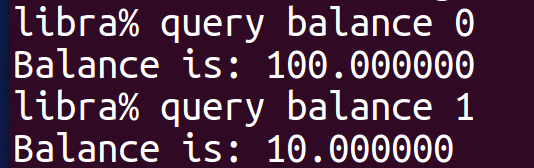 libra% query balance 0
Balance is: 100.000000
libra% query balance 1
Balance is: 10.000000